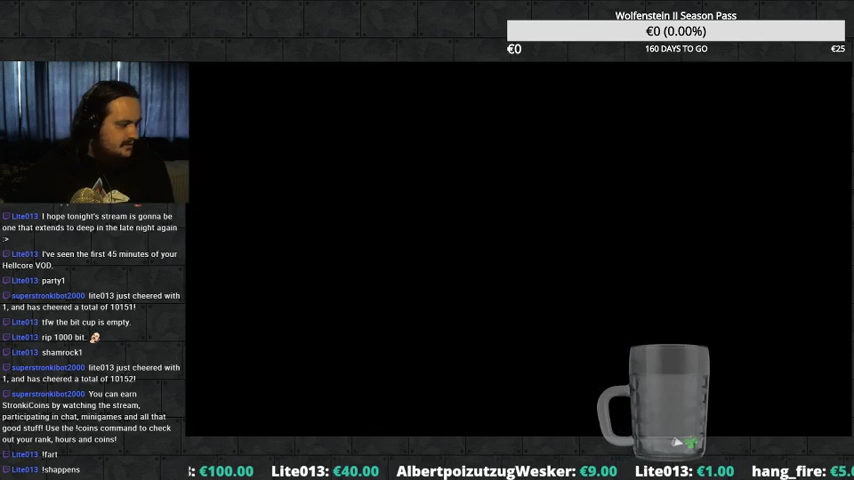 Wolfenstein II Season Pass
€0 (0.00%)
€0
160 DAYS TO GO
€25
Lite013 I hope tonight's stream is gonna be
one that extends to deep in the late night again
:>
Lite013 I've seen the first 45 minutes of your
Hellcore VOD.
Lite013 party1
superstronkibot2000 lite013 just cheered with
1, and has cheered a total of 10151!
Lite013 tfw the bit cup is empty.
Lite013 rip 1000 bit.
Lite013 shamrock1
superstronkibot2000 lite013 just cheered with
1, and has cheered a total of 10152!
superstronkibot2000 You can earn
StronkiCoins by watching the stream,
participating in chat, minigames and all that
good stuff! Use the !coins command to check
out your rank, hours and coins!
Lite013 !fart
Lite013 !shappens
: €100.00 Lite013: €40.00 AlbertpoizutzugWesker: €9.00 Lite013: €1.00 hang_fire: €5.0